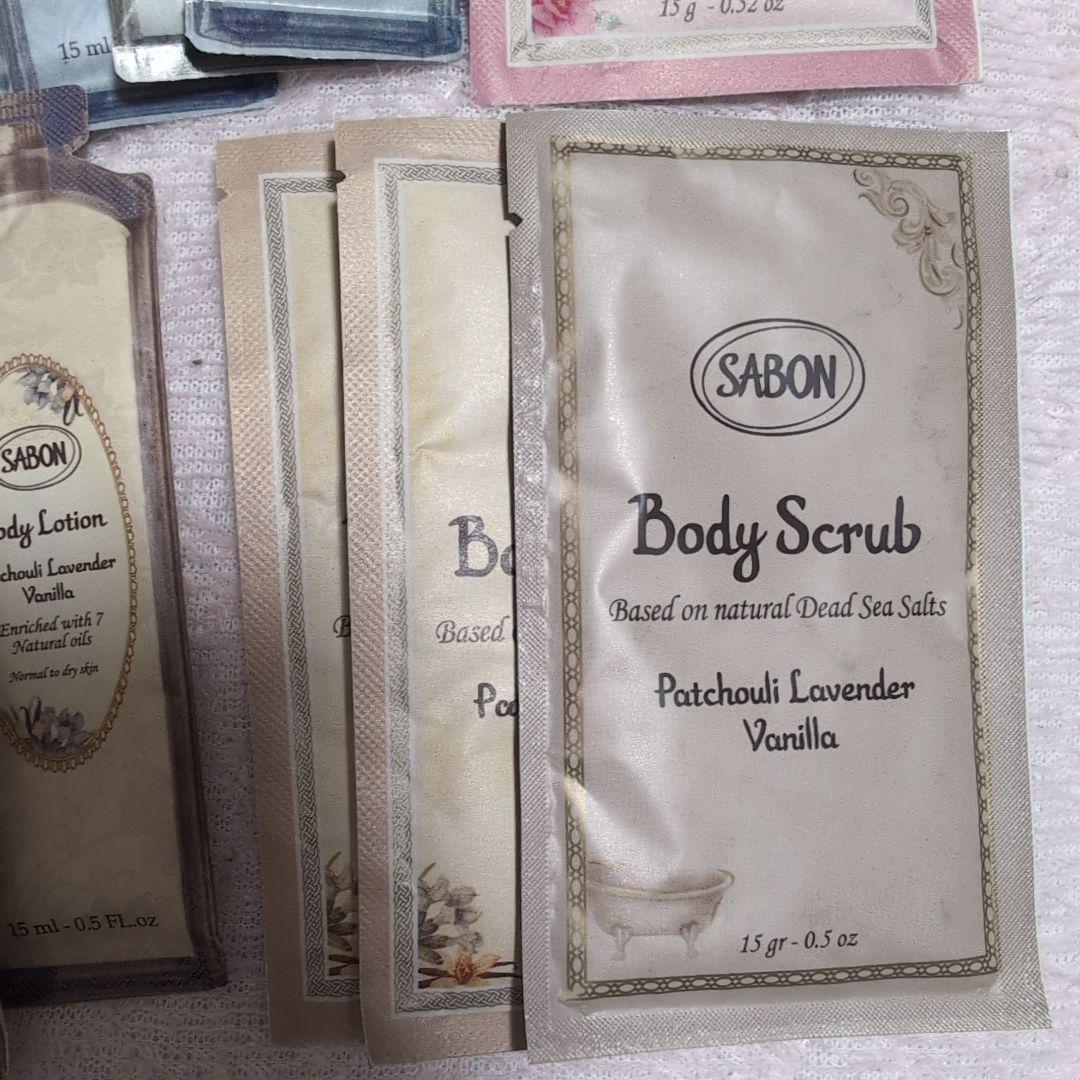 15 ml
15 g - 0.52 oz
SABON
Body Lotion
Patchouli Lavender
Vanilla
Enriched with 7
Natural oils
Normal to dry skin
15 ml - 0.5 FL.oz
Based
SABON
Body Scrub
Based on natural Dead Sea Salts
Patchouli Lavender
Vanilla
15 gr - 0.5 oz